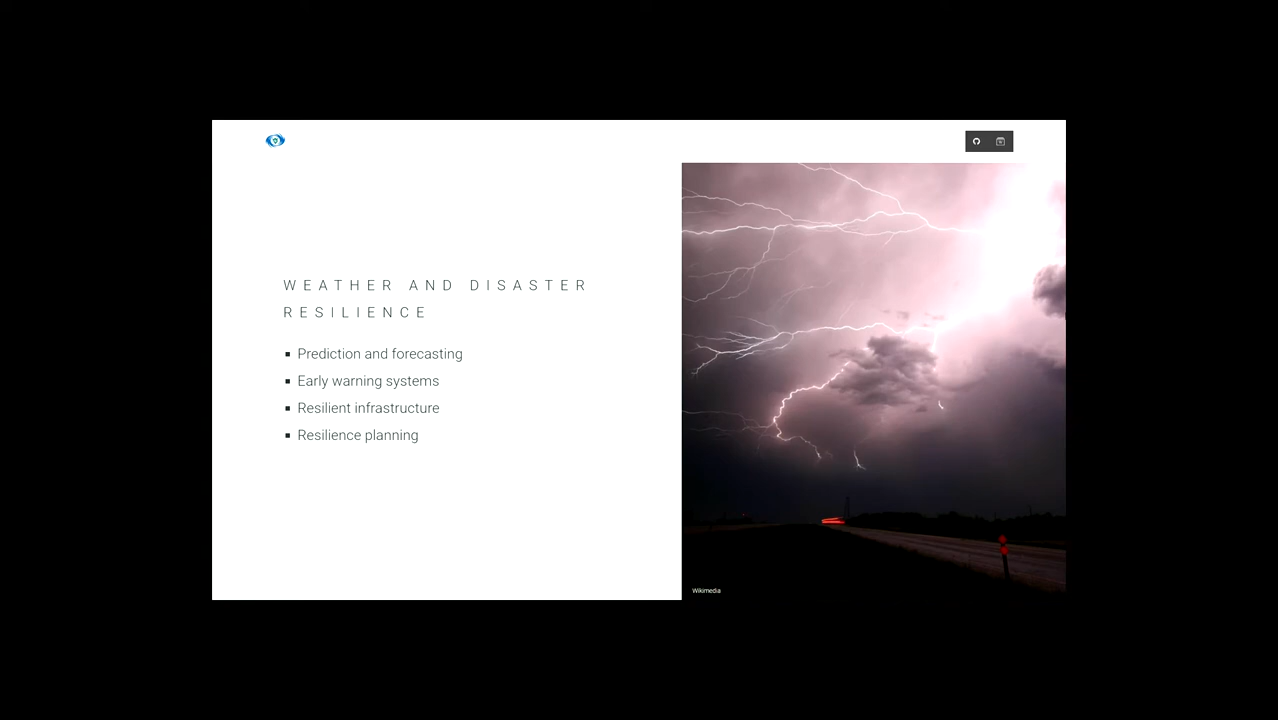 WEATHER AND DISASTER
RESILIENCE
Prediction and forecasting
Early warning systems
Resilient infrastructure
Resilience planning
Wikimedia